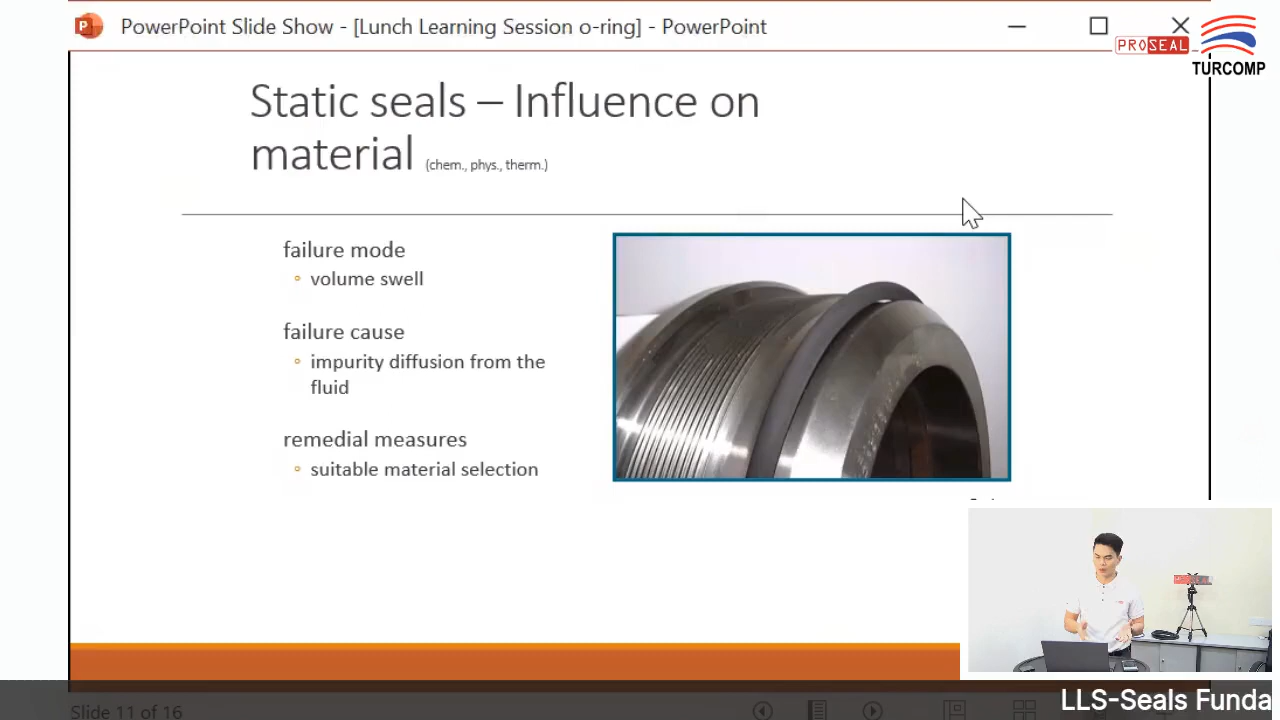 PowerPoint Slide Show - [Lunch Learning Session o-ring] - PowerPoint
PROSEAL
TURCOMP
Static seals – Influence on
material (chem., phys., therm.)
failure mode
volume swell
failure cause
impurity diffusion from the
fluid
remedial measures
suitable material selection
Slide 11 of 16
LLS-Seals Funda